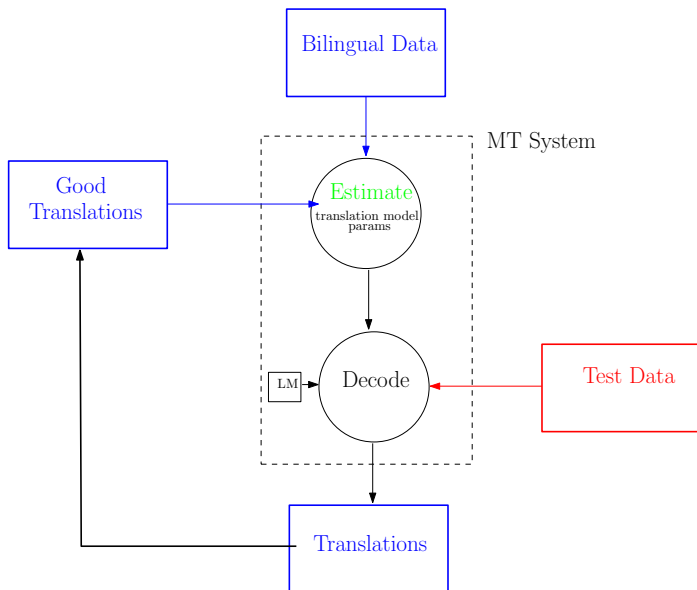 Bilingual Data
MT System
Good
Translations
Estimate
translation model
params
LM
Decode
Test Data
Translations